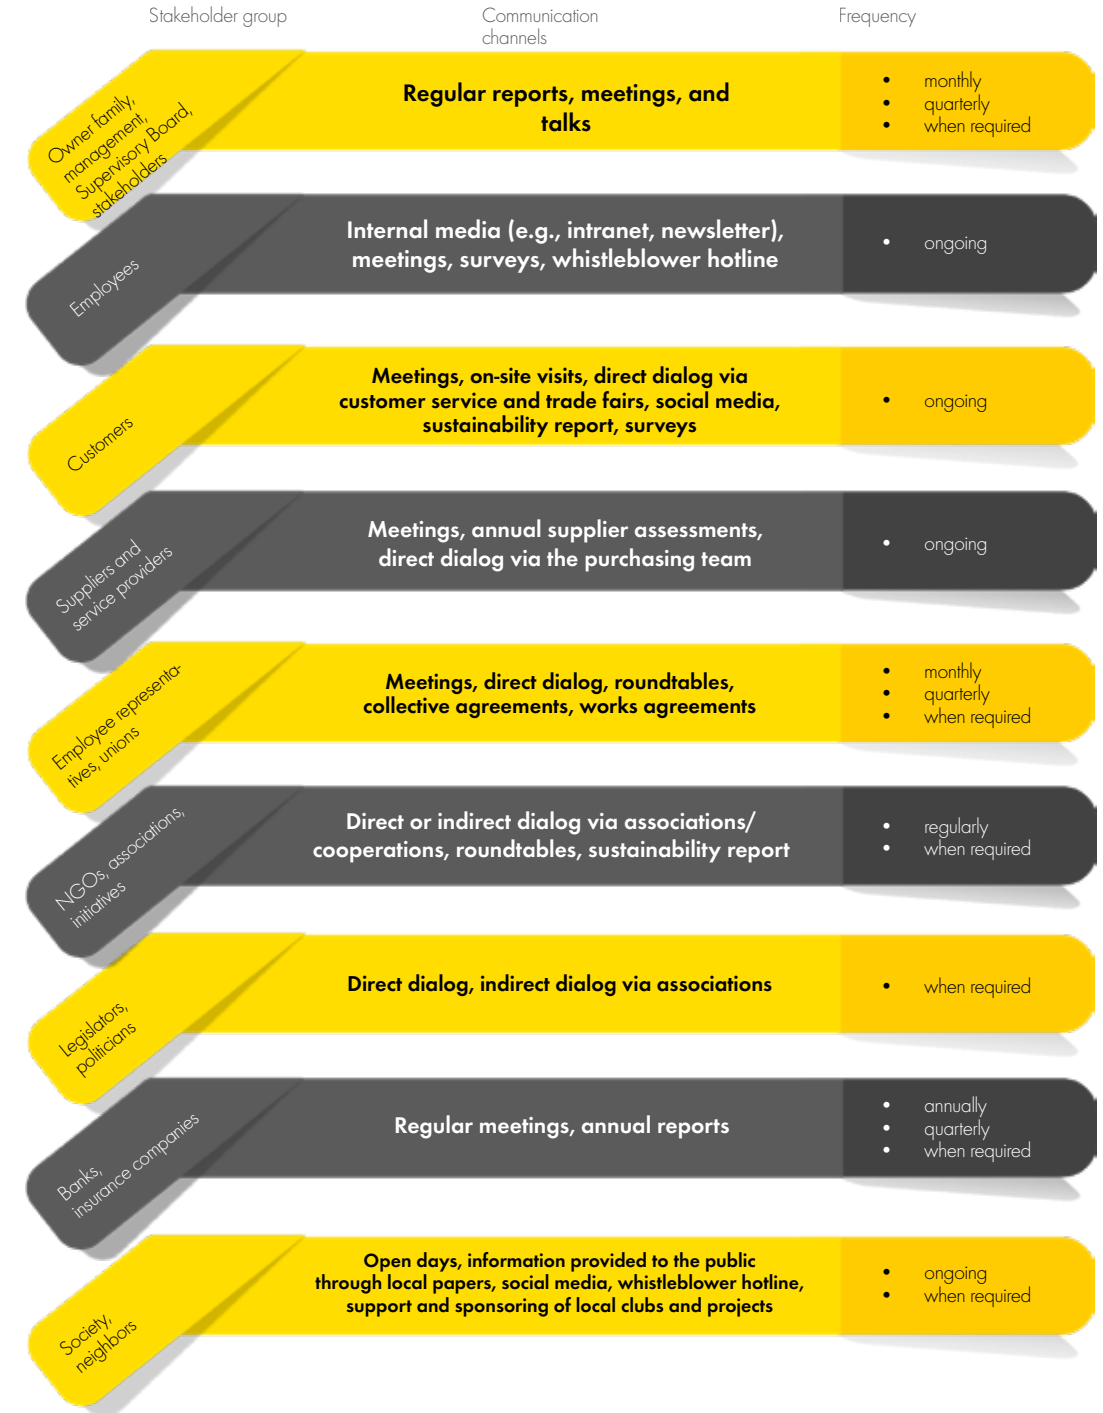 Stakeholder group
Communication
channels
Frequency
Owner family,
management,
Supervisory Board,
stakeholders
Regular reports, meetings, and
talks
• monthly
• quarterly
• when required
Employees
Internal media (e.g., intranet, newsletter),
meetings, surveys, whistleblower hotline
• ongoing
Customers
Meetings, on-site visits, direct dialog via
customer service and trade fairs, social media,
sustainability report, surveys
• ongoing
Suppliers and
service providers
Meetings, annual supplier assessments,
direct dialog via the purchasing team
• ongoing
Employee representa-
tives, unions
Meetings, direct dialog, roundtables,
collective agreements, works agreements
• monthly
• quarterly
• when required
NGOs, associations,
initiatives
Direct or indirect dialog via associations/
cooperations, roundtables, sustainability report
• regularly
• when required
Legislators,
politicians
Direct dialog, indirect dialog via associations
• when required
Banks,
insurance companies
Regular meetings, annual reports
• annually
• quarterly
• when required
Society,
neighbors
Open days, information provided to the public
through local papers, social media, whistleblower hotline,
support and sponsoring of local clubs and projects
• ongoing
• when required